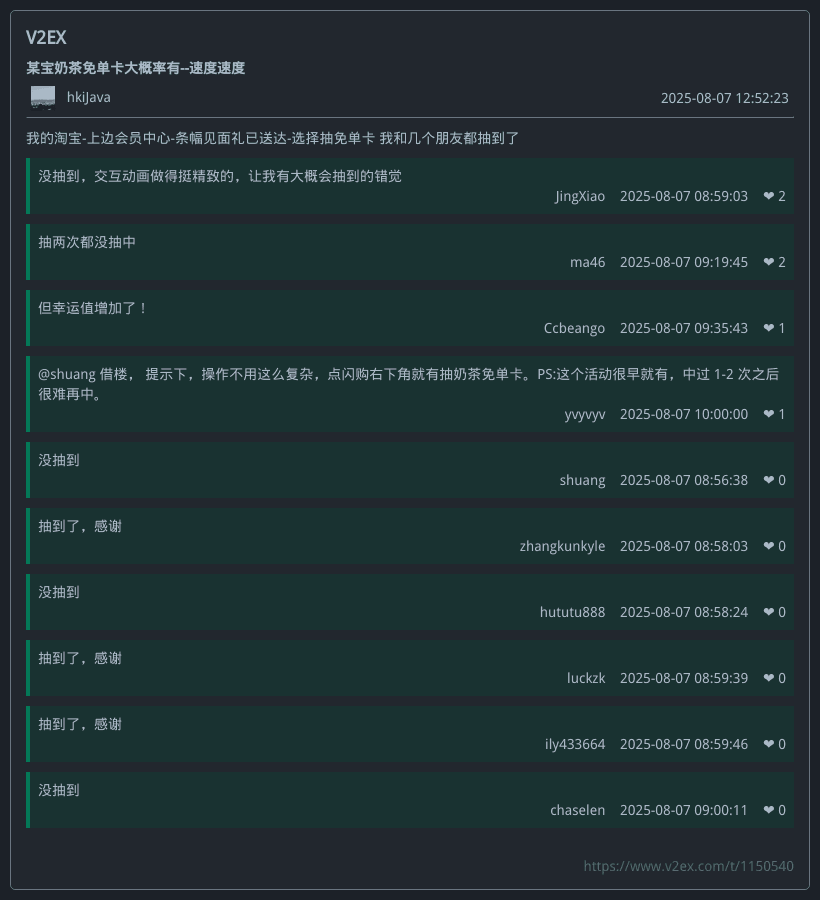 V2EX
某宝奶茶免单卡大概率有--速度速度
hkiJava 2025-08-07 12:52:23
我的淘宝-上边会员中心-条幅见面礼已送达-选择抽免单卡 我和几个朋友都抽到了
没抽到，交互动画做得挺精致的，让我有大概会抽到的错觉
JingXiao 2025-08-07 08:59:03 ❤ 2
抽两次都没抽中
ma46 2025-08-07 09:19:45 ❤ 2
但幸运值增加了！
Ccbeango 2025-08-07 09:35:43 ❤ 1
@shuang 借楼， 提示下，操作不用这么复杂，点闪购右下角就有抽奶茶免单卡。PS:这个活动很早就有，中过 1-2 次之后
很难再中。
yvyvyv 2025-08-07 10:00:00 ❤ 1
没抽到
shuang 2025-08-07 08:56:38 ❤ 0
抽到了，感谢
zhangkunkyle 2025-08-07 08:58:03 ❤ 0
没抽到
hututu888 2025-08-07 08:58:24 ❤ 0
抽到了，感谢
luckzk 2025-08-07 08:59:39 ❤ 0
抽到了，感谢
ily433664 2025-08-07 08:59:46 ❤ 0
没抽到
chaselen 2025-08-07 09:00:11 ❤ 0
https://www.v2ex.com/t/1150540